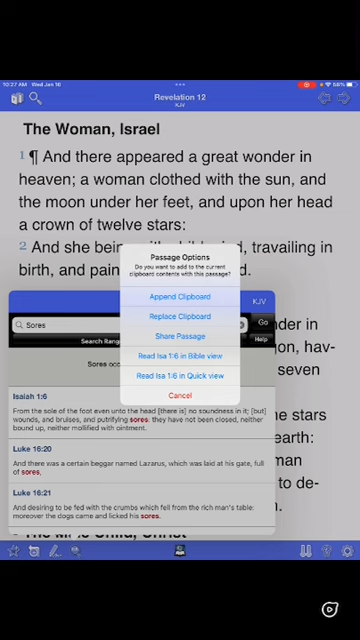 10:27 AM Wed Jan 10
58%
Revelation 12
KJV
The Woman, Israel
1 ¶ And there appeared a great wonder in
heaven; a woman clothed with the sun, and
the moon under her feet, and upon her head
a crown of twelve stars:
2 And she being with child, travailing in
birth, and pain
Passage Options
Do you want to add to the current
clipboard contents with this passage?
Append Clipboard
Replace Clipboard
Share Passage
Read Isa 1:6 in Bible view
Read Isa 1:6 in Quick view
Cancel
KJV
Sores
Go
Search Rang
Help
Sores occ
nder in
on, hav-
seven
e stars
earth:
man
to de-
Isaiah 1:6
From the sole of the foot even unto the head [there is] no soundness in it; [but]
wounds, and bruises, and putrifying sores: they have not been closed, neither
bound up, neither mollified with ointment.
Luke 16:20
And there was a certain beggar named Lazarus, which was laid at his gate, full
of sores,
Luke 16:21
And desiring to be fed with the crumbs which fell from the rich man's table:
moreover the dogs came and licked his sores.
Child, Christ